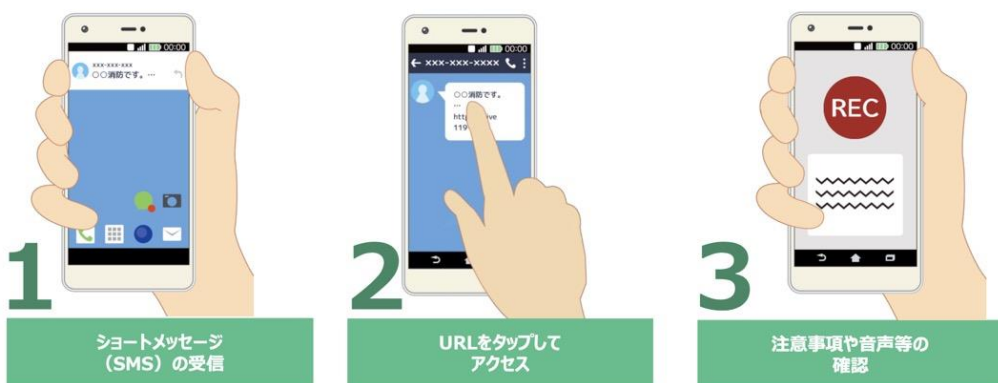 00:00
xxx-xxx-xxx
○○消防です。…
1
ショートメッセージ
(SMS)の受信
00:00
xxx-xxx-xxxx
○○消防です。
…
2
URLをタップして
アクセス
00:00
REC
3
注意事項や音声等の
確認